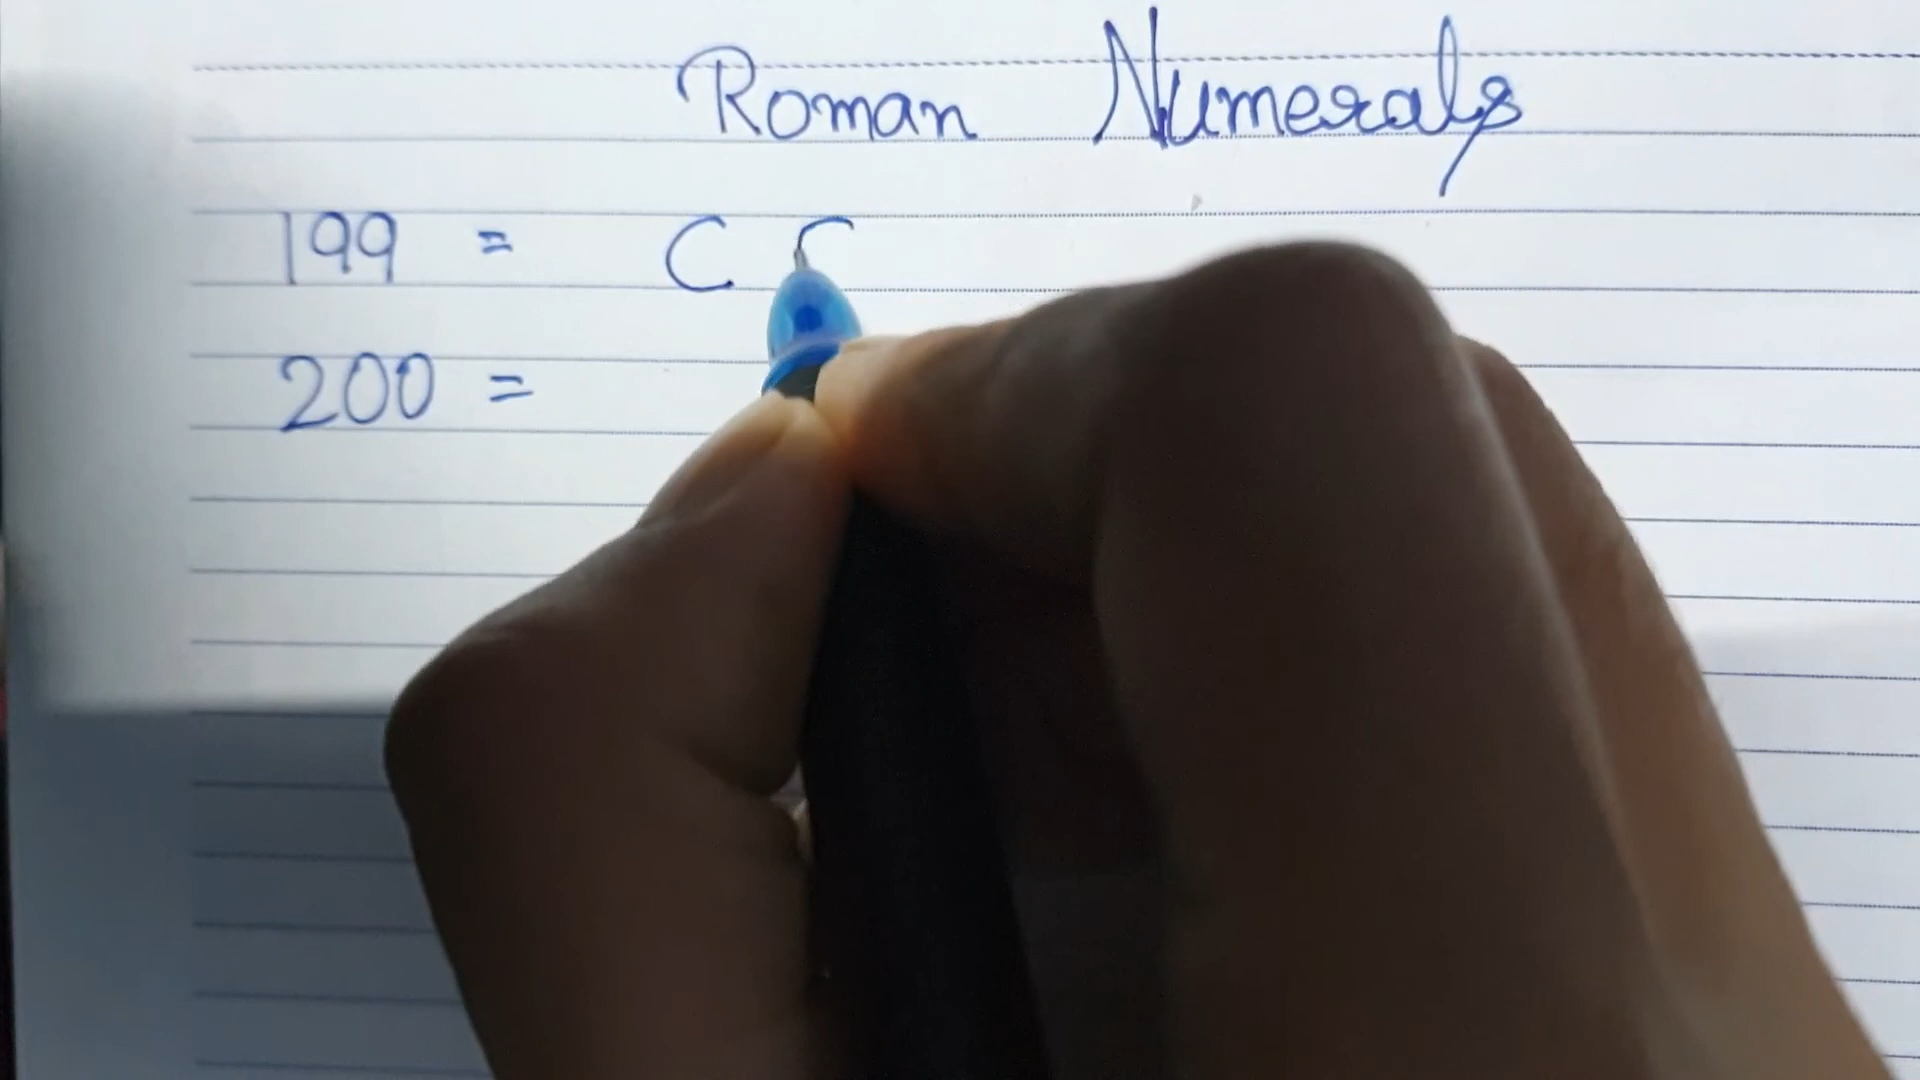 Roman Numerals
199 = C C
200 =